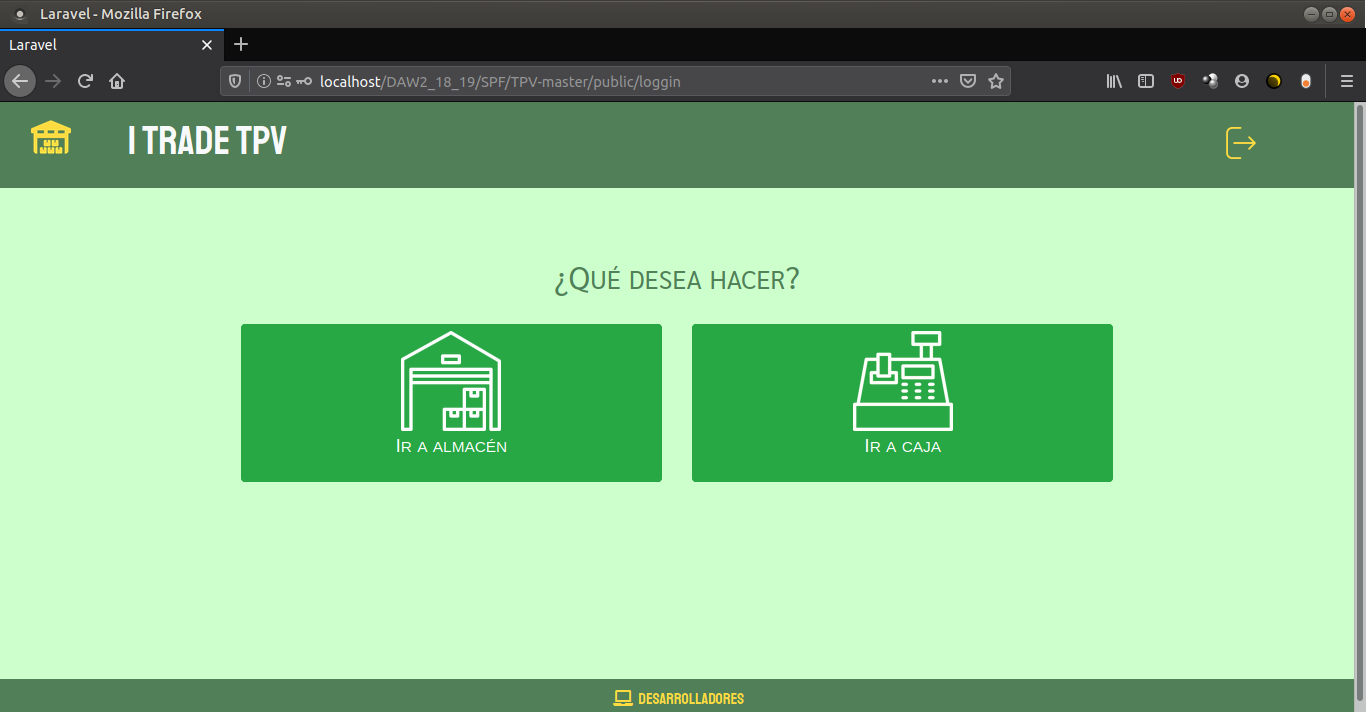 Laravel - Mozilla Firefox
Laravel
localhost/DAW2_18_19/SPF/TPV-master/public/loggin
I TRADE TPV
¿Qué desea hacer?
Ir a almacén
Ir a caja
DESARROLLADORES